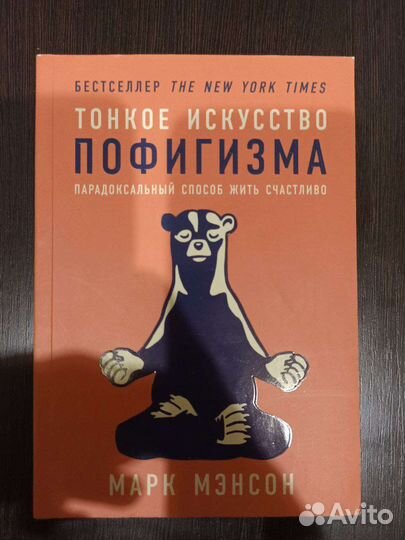 БЕСТСЕЛЛЕР THE NEW YORK TIMES
ТОНКОЕ ИСКУССТВО
ПОФИГИЗМА
ПАРАДОКСАЛЬНЫЙ СПОСОБ ЖИТЬ СЧАСТЛИВО
МАРК МЭНСОН
Avito